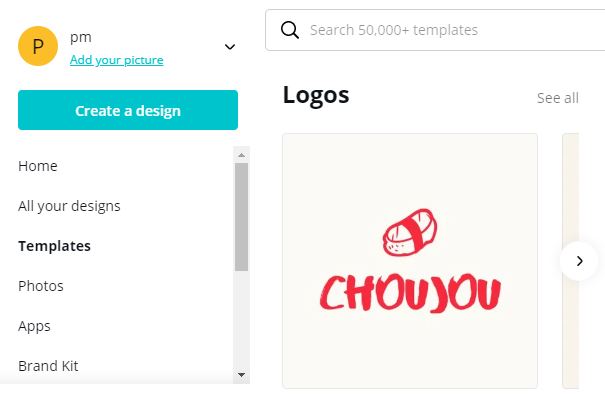 P
pm
Add your picture
Create a design
Home
All your designs
Templates
Photos
Apps
Brand Kit
Search 50,000+ templates
Logos
See all
CHOUJOU